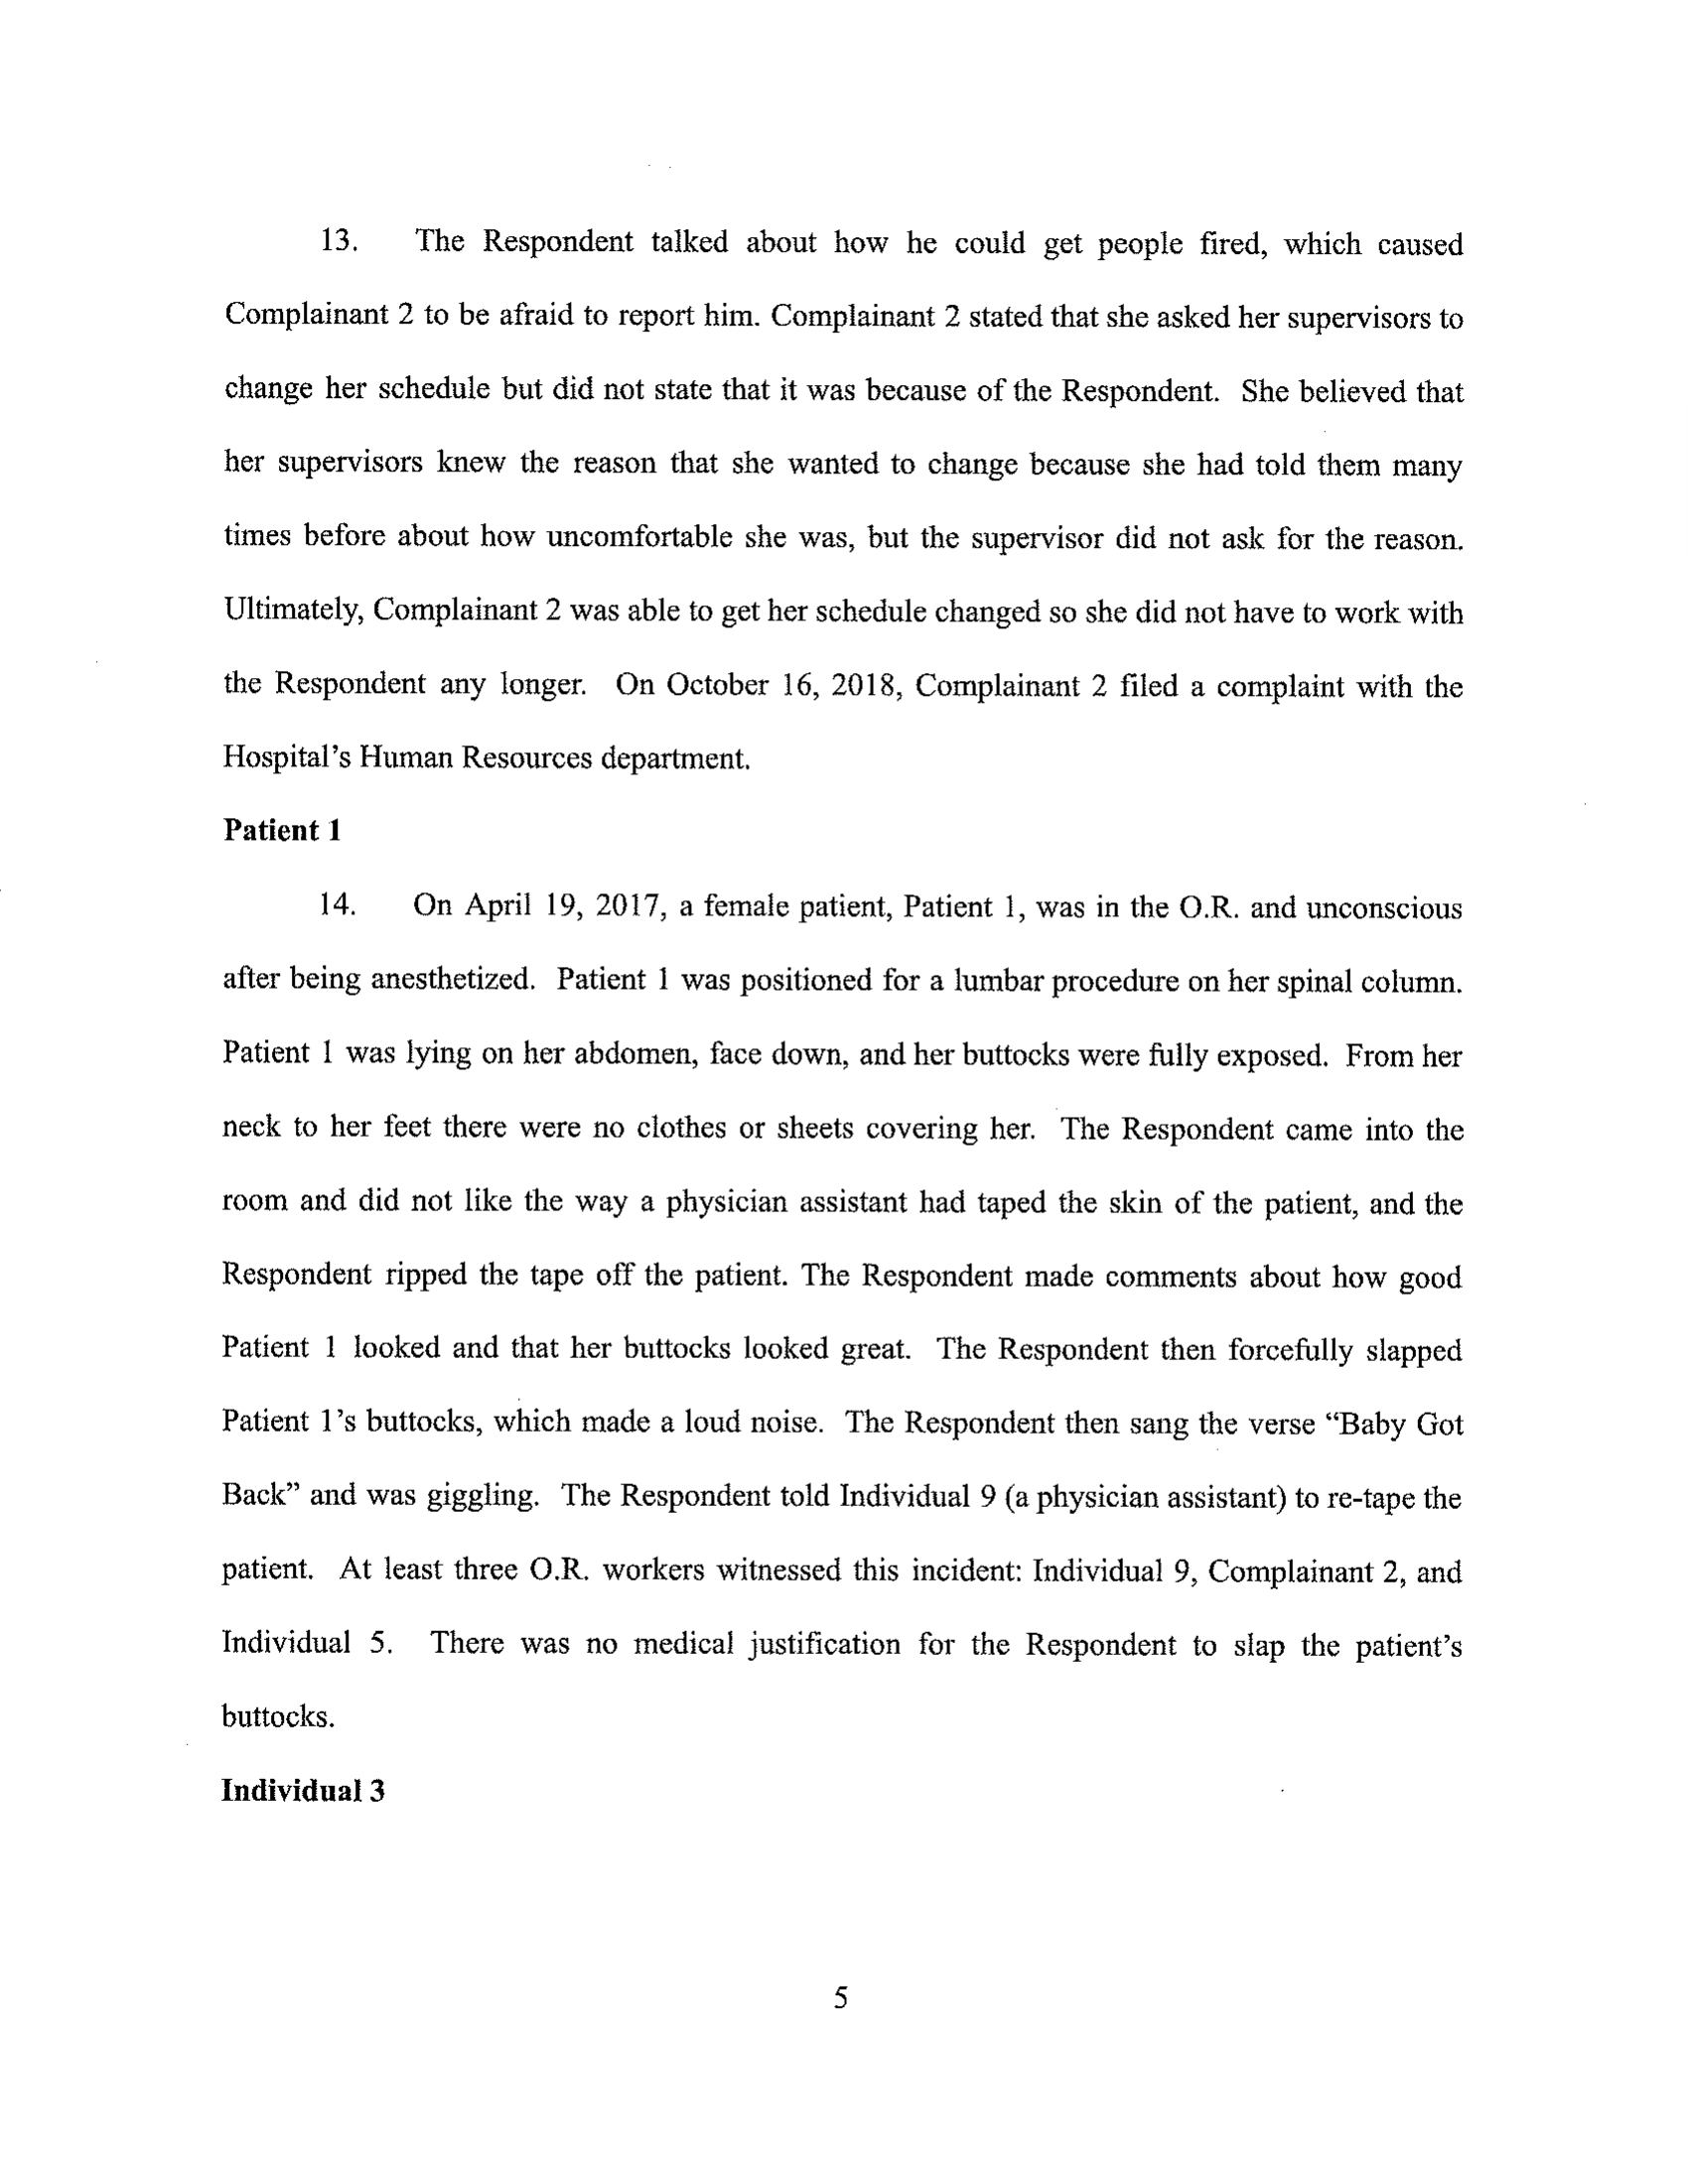 13. The Respondent talked about how he could get people fired, which caused
Complainant 2 to be afraid to report him. Complainant 2 stated that she asked her supervisors to
change her schedule but did not state that it was because of the Respondent. She believed that
her supervisors knew the reason that she wanted to change because she had told them many
times before about how uncomfortable she was, but the supervisor did not ask for the reason.
Ultimately, Complainant 2 was able to get her schedule changed so she did not have to work with
the Respondent any longer. On October 16, 2018, Complainant 2 filed a complaint with the
Hospital's Human Resources department.
Patient 1
14. On April 19, 2017, a female patient, Patient 1, was in the O.R. and unconscious
after being anesthetized. Patient 1 was positioned for a lumbar procedure on her spinal column.
Patient 1 was lying on her abdomen, face down, and her buttocks were fully exposed. From her
neck to her feet there were no clothes or sheets covering her. The Respondent came into the
room and did not like the way a physician assistant had taped the skin of the patient, and the
Respondent ripped the tape off the patient. The Respondent made comments about how good
Patient 1 looked and that her buttocks looked great. The Respondent then forcefully slapped
Patient 1's buttocks, which made a loud noise. The Respondent then sang the verse “Baby Got
Back” and was giggling. The Respondent told Individual 9 (a physician assistant) to re-tape the
patient. At least three O.R. workers witnessed this incident: Individual 9, Complainant 2, and
Individual 5. There was no medical justification for the Respondent to slap the patient's
buttocks.
Individual 3
5